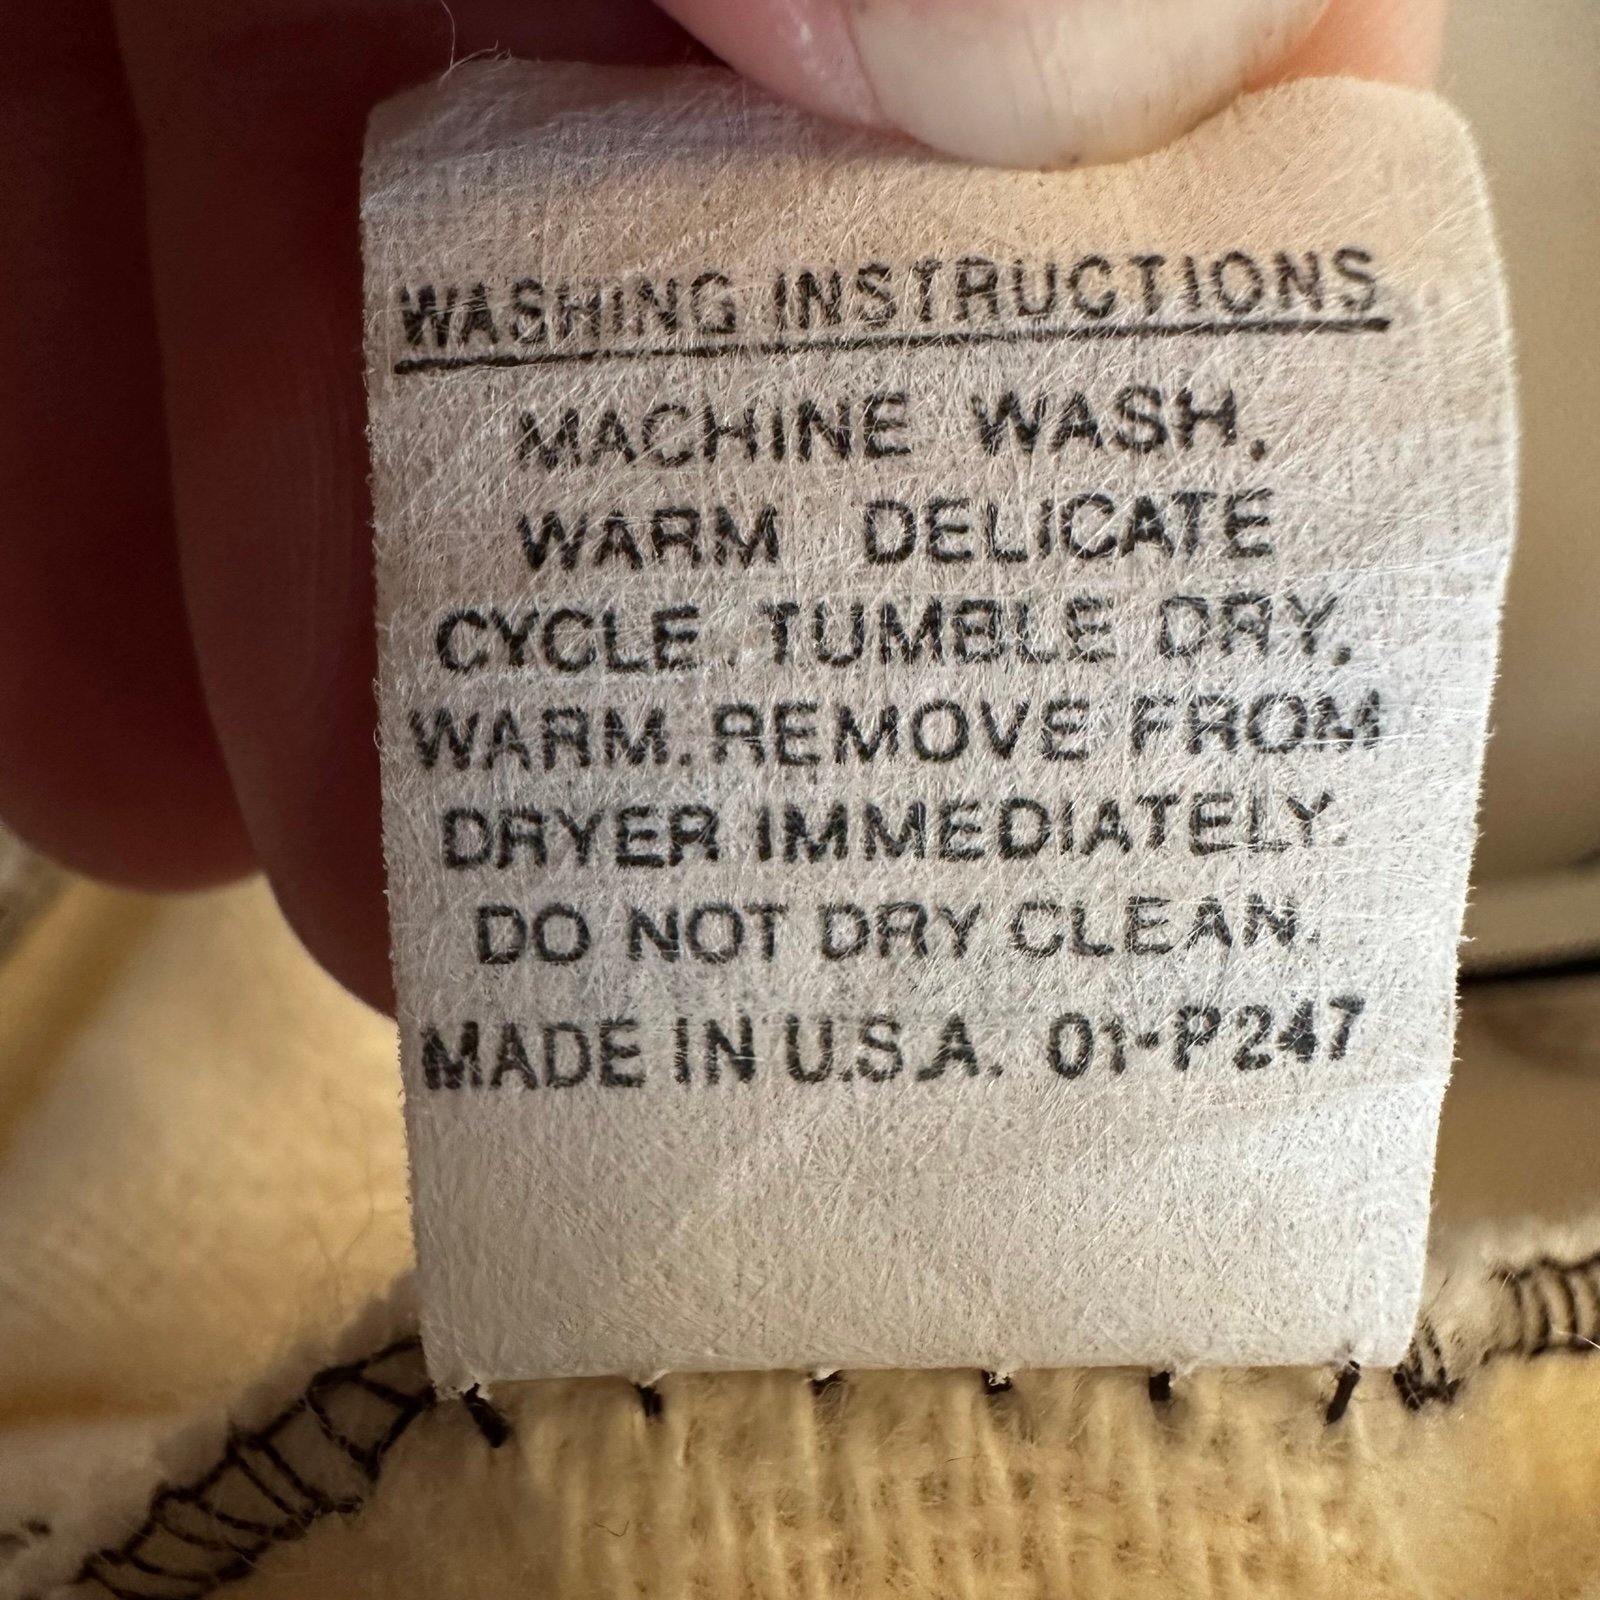 WASHING INSTRUCTIONS
MACHINE WASH,
WARM DELICATE
CYCLE. TUMBLE DRY,
WARM. REMOVE FROM
DRYER IMMEDIATELY.
DO NOT DRY CLEAN.
MADE IN U.S.A. 01-P247